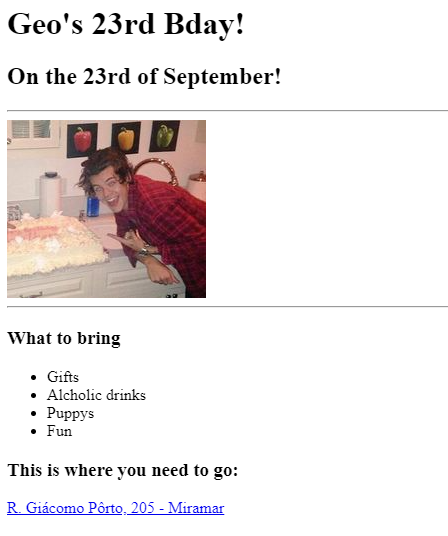 Geo's 23rd Bday!
On the 23rd of September!
What to bring
Gifts
Alcholic drinks
Puppys
Fun
This is where you need to go:
R. Giácomo Pôrto, 205 - Miramar